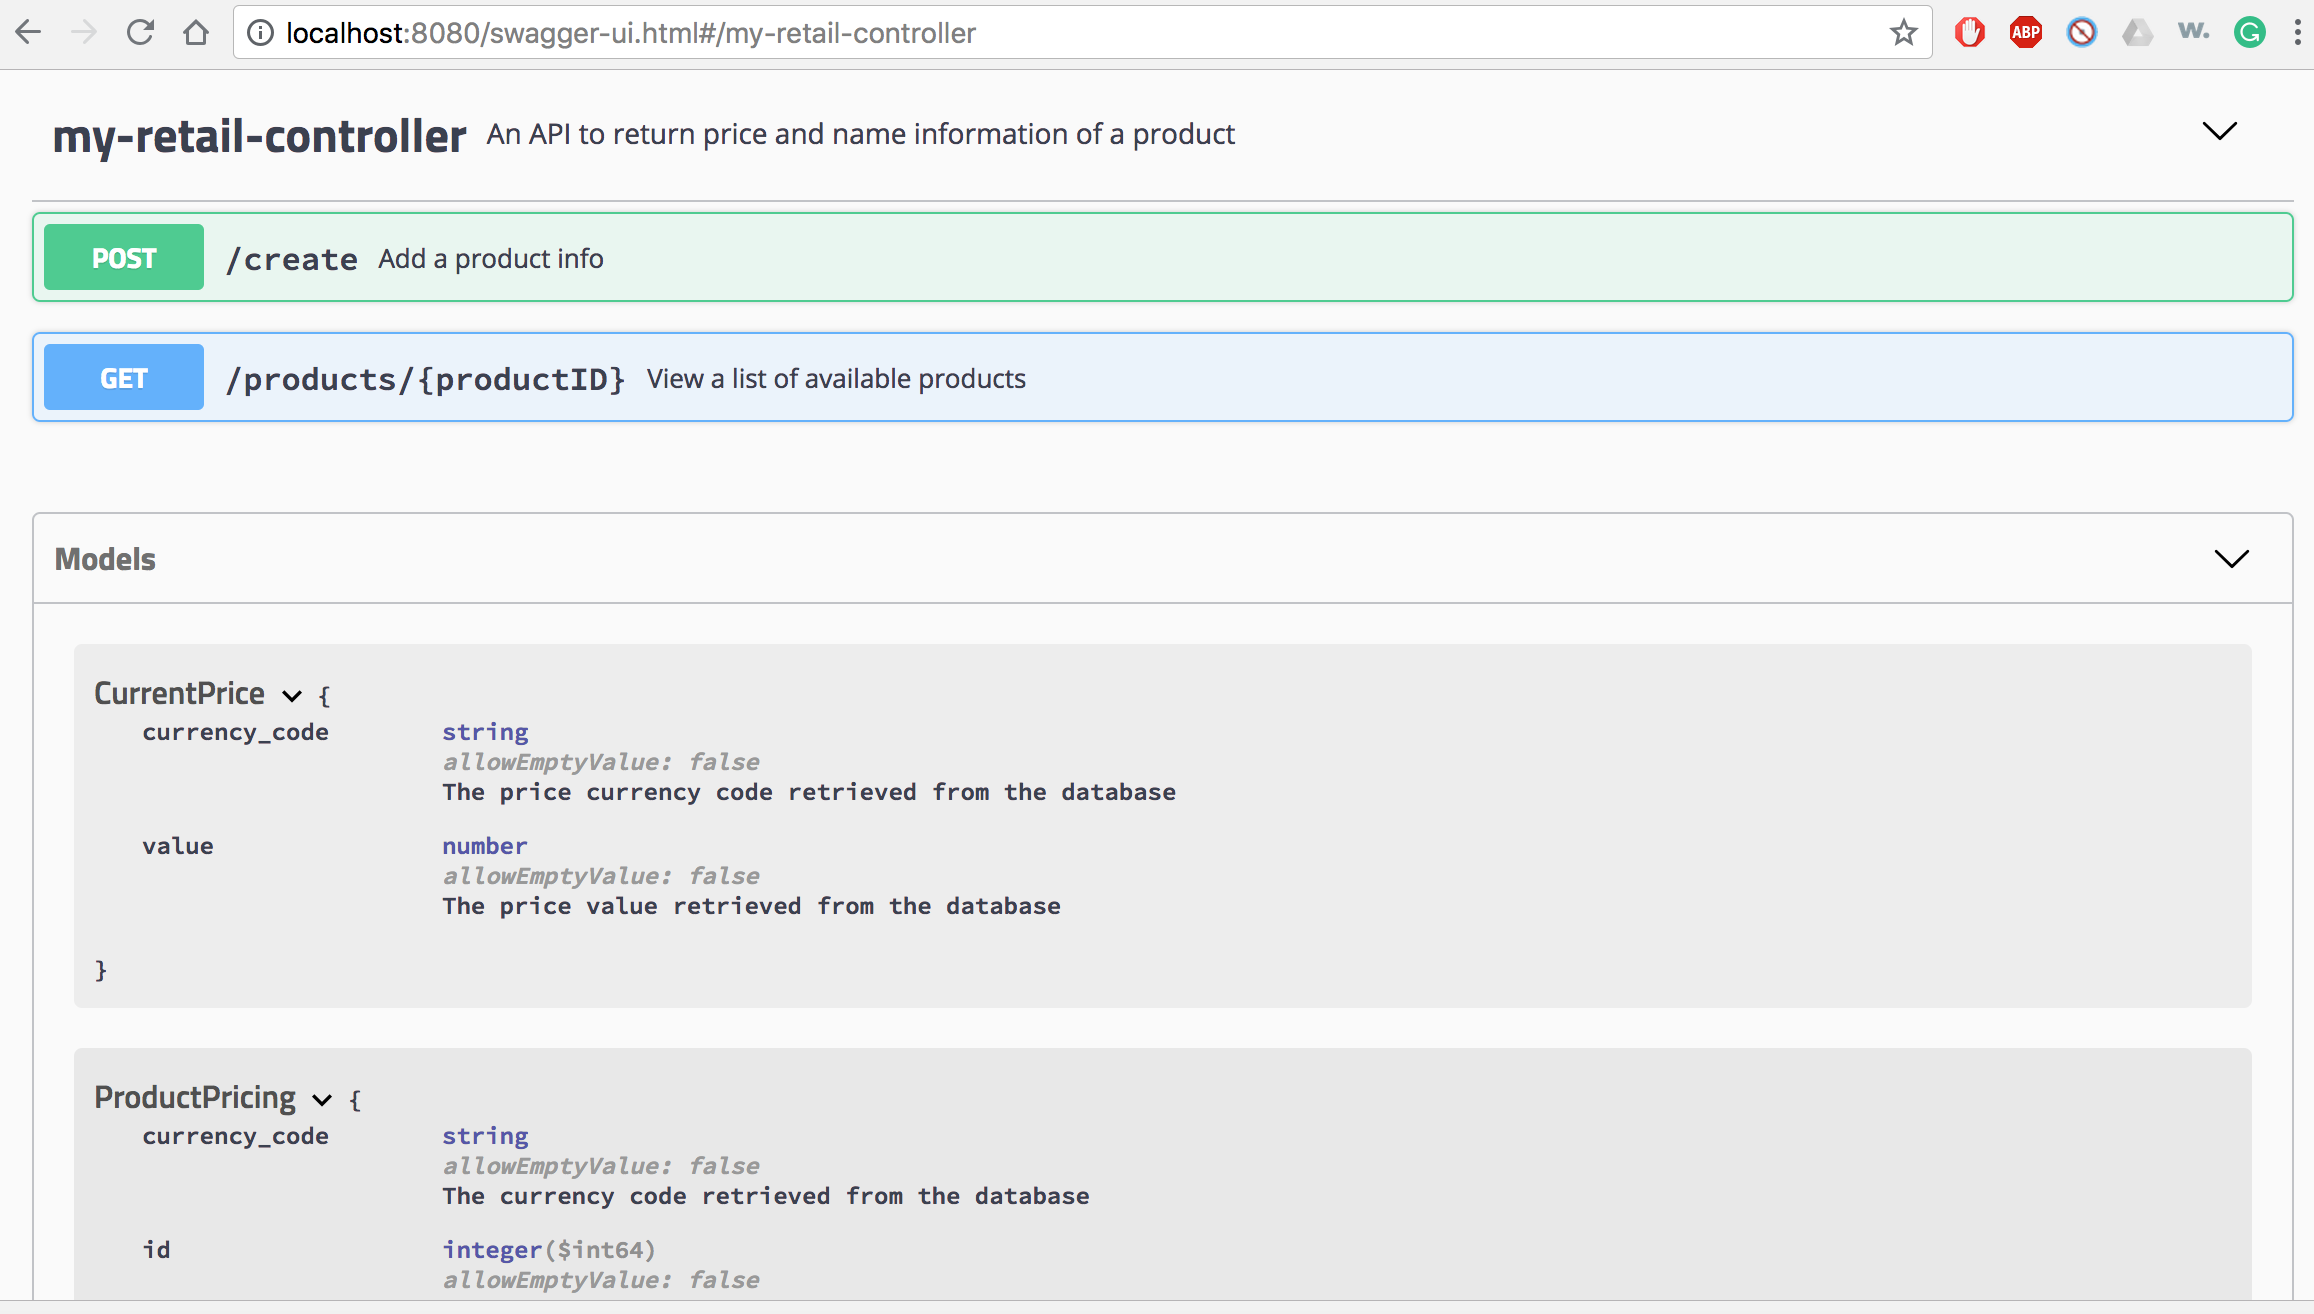 localhost:8080/swagger-ui.html#/my-retail-controller
ABP
w.
G
my-retail-controller An API to return price and name information of a product
POST /create Add a product info
GET /products/{productID} View a list of available products
Models
CurrentPrice {
currency_code string
allowEmptyValue: false
The price currency code retrieved from the database
value number
allowEmptyValue: false
The price value retrieved from the database
}
ProductPricing {
currency_code string
allowEmptyValue: false
The currency code retrieved from the database
id integer($int64)
allowEmptyValue: false